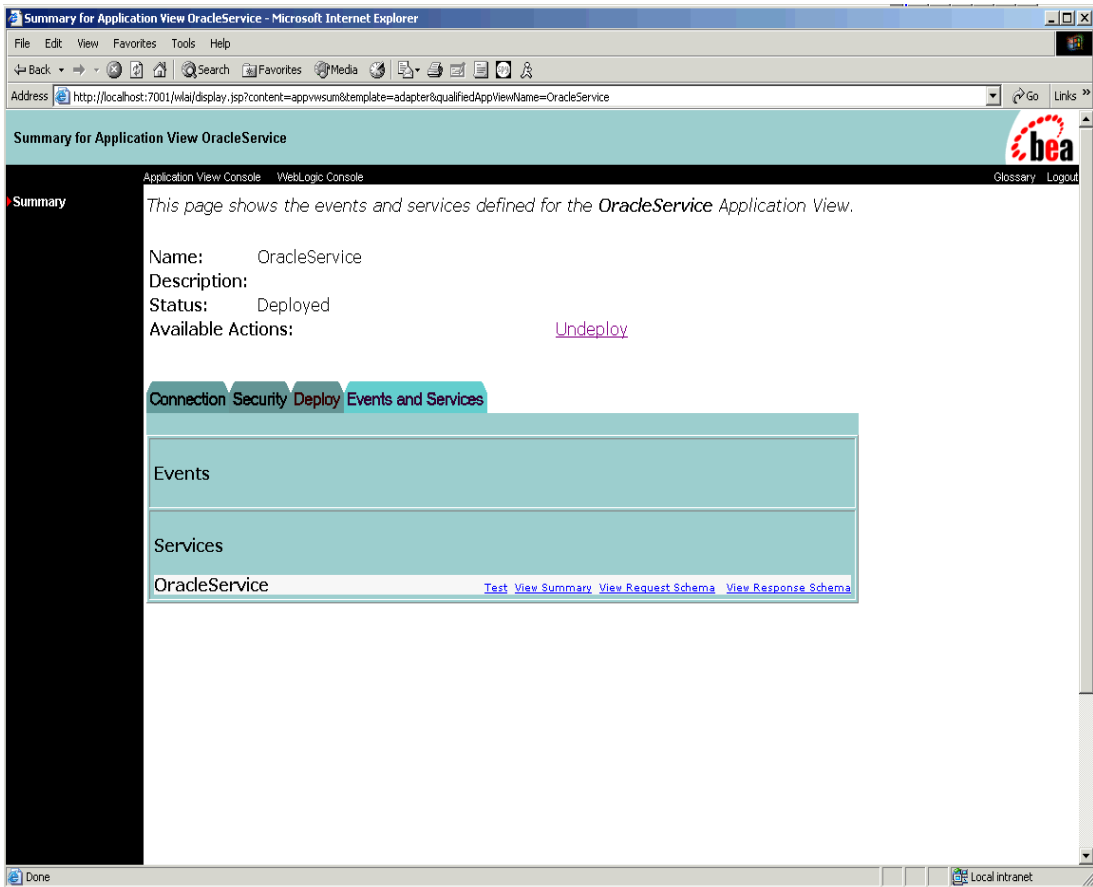 Summary for Application View OracleService - Microsoft Internet Explorer
File Edit View Favorites Tools Help
Back Search Favorites Media
Address http://localhost:7001/wlai/display.jsp?content=appvwsum&template=adapter&qualifiedAppViewName=OracleService Go Links »
Summary for Application View OracleService
bea
Application View Console WebLogic Console Glossary Logout
Summary
This page shows the events and services defined for the OracleService Application View.
Name: OracleService
Description:
Status: Deployed
Available Actions: Undeploy
Connection Security Deploy Events and Services
Events
Services
OracleService Test View Summary View Request Schema View Response Schema
Done Local intranet